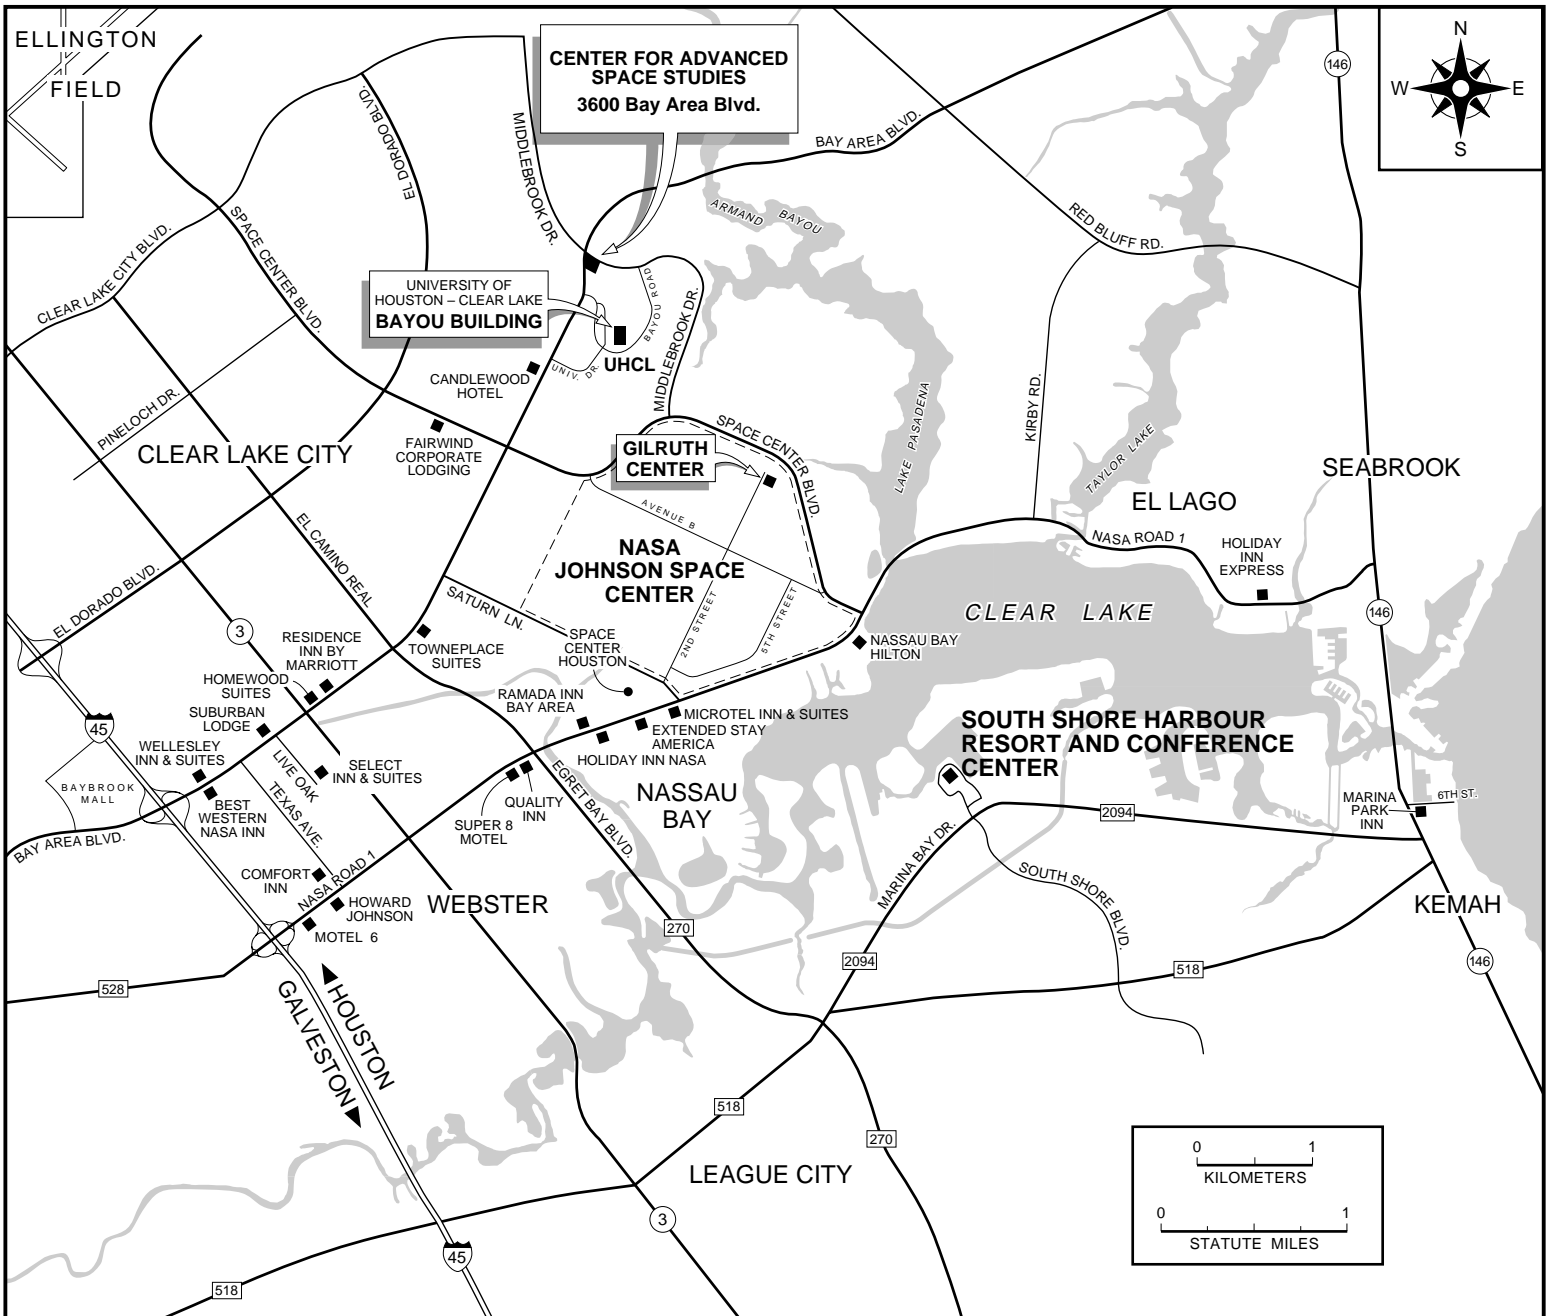 ELLINGTON
FIELD
CENTER FOR ADVANCED
SPACE STUDIES
3600 Bay Area Blvd.
146
N
W
E
S
EL DORADO BLVD.
MIDDLEBROOK DR.
BAY AREA BLVD.
ARMAND BAYOU
RED BLUFF RD.
CLEAR LAKE CITY BLVD.
SPACE CENTER BLVD.
UNIVERSITY OF
HOUSTON – CLEAR LAKE
BAYOU BUILDING
BAYOU ROAD
MIDDLEBROOK DR.
UHCL
UNIV. DR.
CANDLEWOOD
HOTEL
PINELOCH DR.
CLEAR LAKE CITY
FAIRWIND
CORPORATE
LODGING
GILRUTH
CENTER
SPACE CENTER BLVD.
LAKE PASADENA
KIRBY RD.
TAYLOR LAKE
SEABROOK
EL LAGO
AVENUE B
NASA
JOHNSON SPACE
CENTER
NASA ROAD 1
HOLIDAY
INN
EXPRESS
EL CAMINO REAL
EL DORADO BLVD.
SATURN LN.
2ND STREET
5TH STREET
CLEAR LAKE
146
3
RESIDENCE
INN BY
MARRIOTT
TOWNEPLACE
SUITES
SPACE
CENTER
HOUSTON
NASSAU BAY
HILTON
HOMEWOOD
SUITES
SUBURBAN
LODGE
RAMADA INN
BAY AREA
MICROTEL INN & SUITES
EXTENDED STAY
AMERICA
HOLIDAY INN NASA
45
WELLESLEY
INN & SUITES
LIVE OAK
TEXAS AVE.
SELECT
INN & SUITES
SOUTH SHORE HARBOUR
RESORT AND CONFERENCE
CENTER
BAYBROOK
MALL
BEST
WESTERN
NASA INN
QUALITY
INN
SUPER 8
MOTEL
EGRET BAY BLVD.
NASSAU
BAY
2094
MARINA
PARK
INN
6TH ST.
BAY AREA BLVD.
COMFORT
INN
NASA ROAD 1
HOWARD
JOHNSON
MOTEL 6
WEBSTER
MARINA BAY DR.
SOUTH SHORE BLVD.
KEMAH
270
2094
518
146
528
HOUSTON
GALVESTON
518
270
LEAGUE CITY
3
45
518
0 1
KILOMETERS
0 1
STATUTE MILES